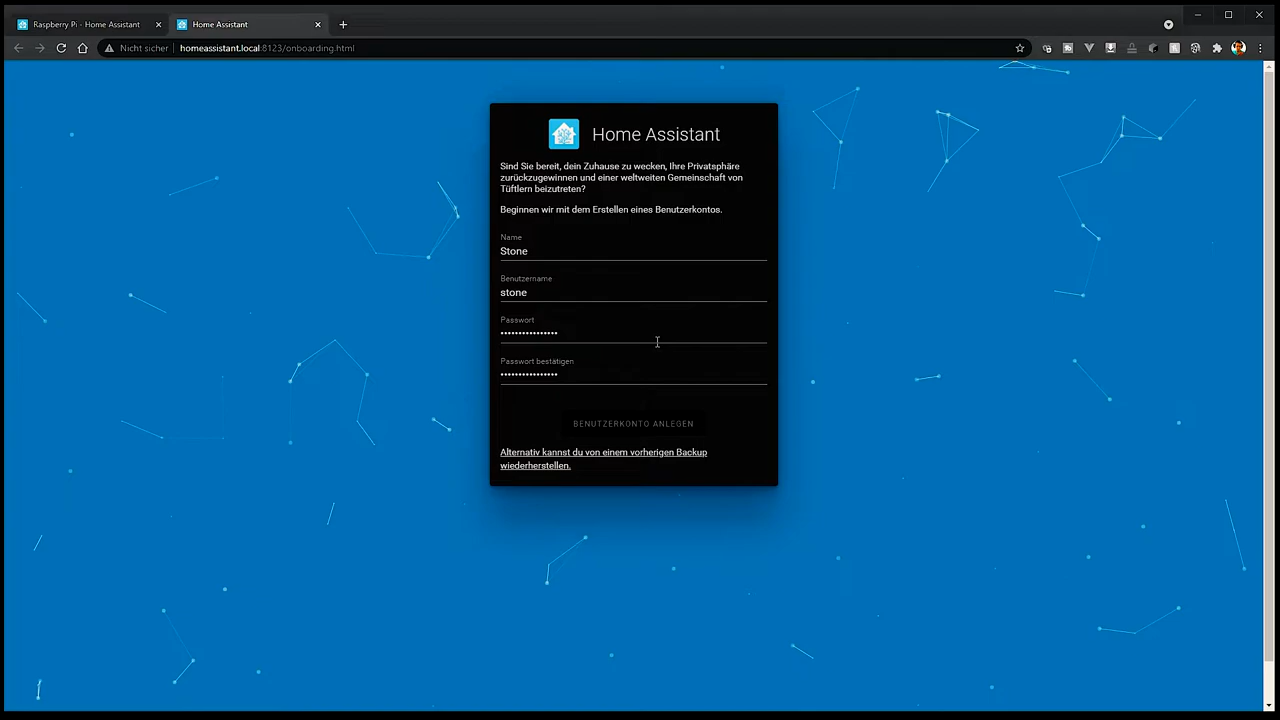 Raspberry Pi - Home Assistant
Home Assistant
Nicht sicher
homeassistant.local:8123/onboarding.html
Home Assistant
Sind Sie bereit, dein Zuhause zu wecken, Ihre Privatsphäre
zurückzugewinnen und einer weltweiten Gemeinschaft von
Tüftlern beizutreten?
Beginnen wir mit dem Erstellen eines Benutzerkontos.
Name
Stone
Benutzername
stone
Passwort
Passwort bestätigen
BENUTZERKONTO ANLEGEN
Alternativ kannst du von einem vorherigen Backup
wiederherstellen.